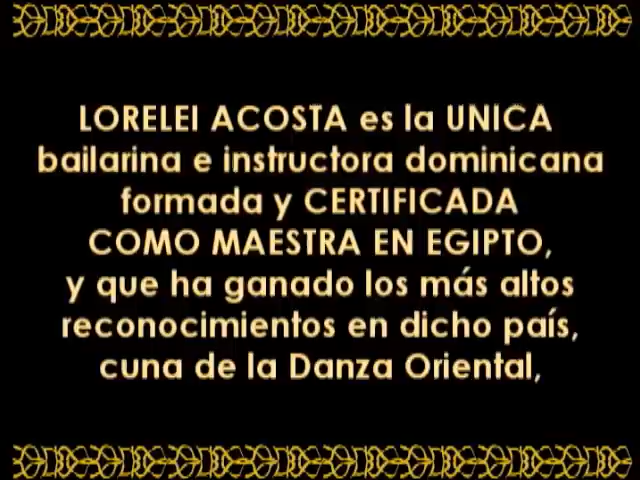 LORELEI ACOSTA es la UNICA
bailarina e instructora dominicana
formada y CERTIFICADA
COMO MAESTRA EN EGIPTO,
y que ha ganado los más altos
reconocimientos en dicho país,
cuna de la Danza Oriental,